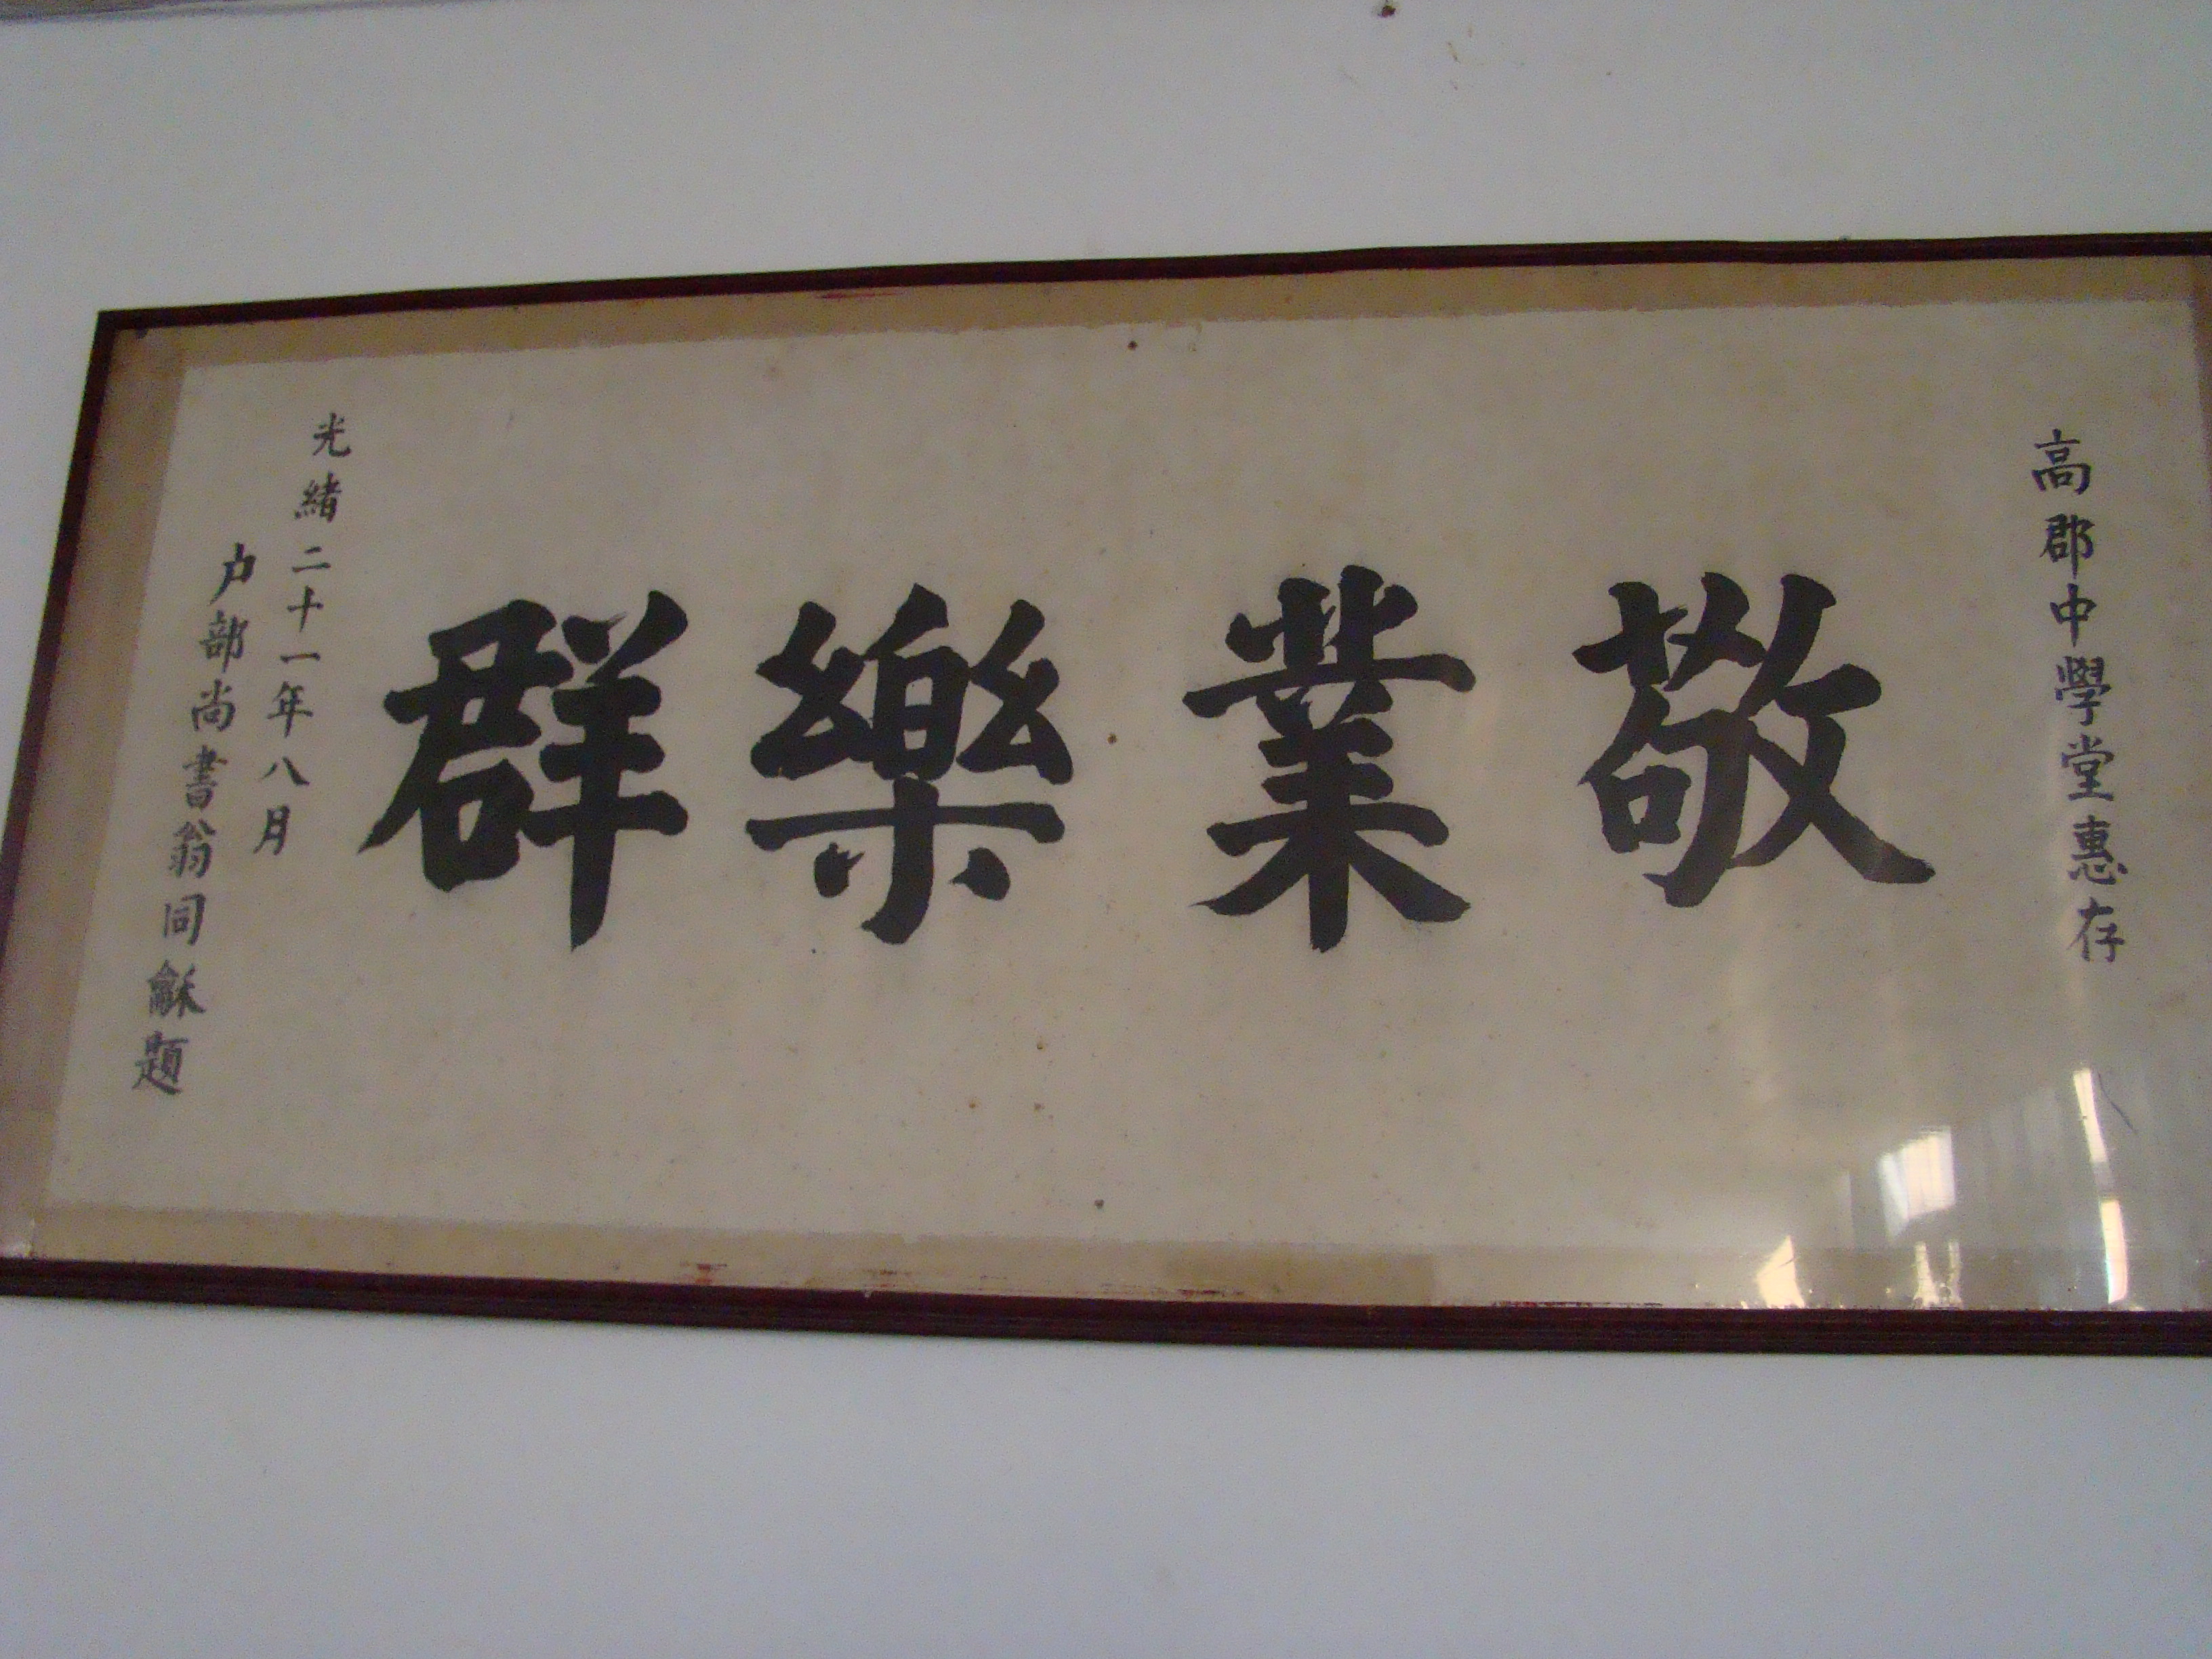 高郡中學堂惠存
敬業樂群
光緒二十一年八月
户部尚書翁同龢題